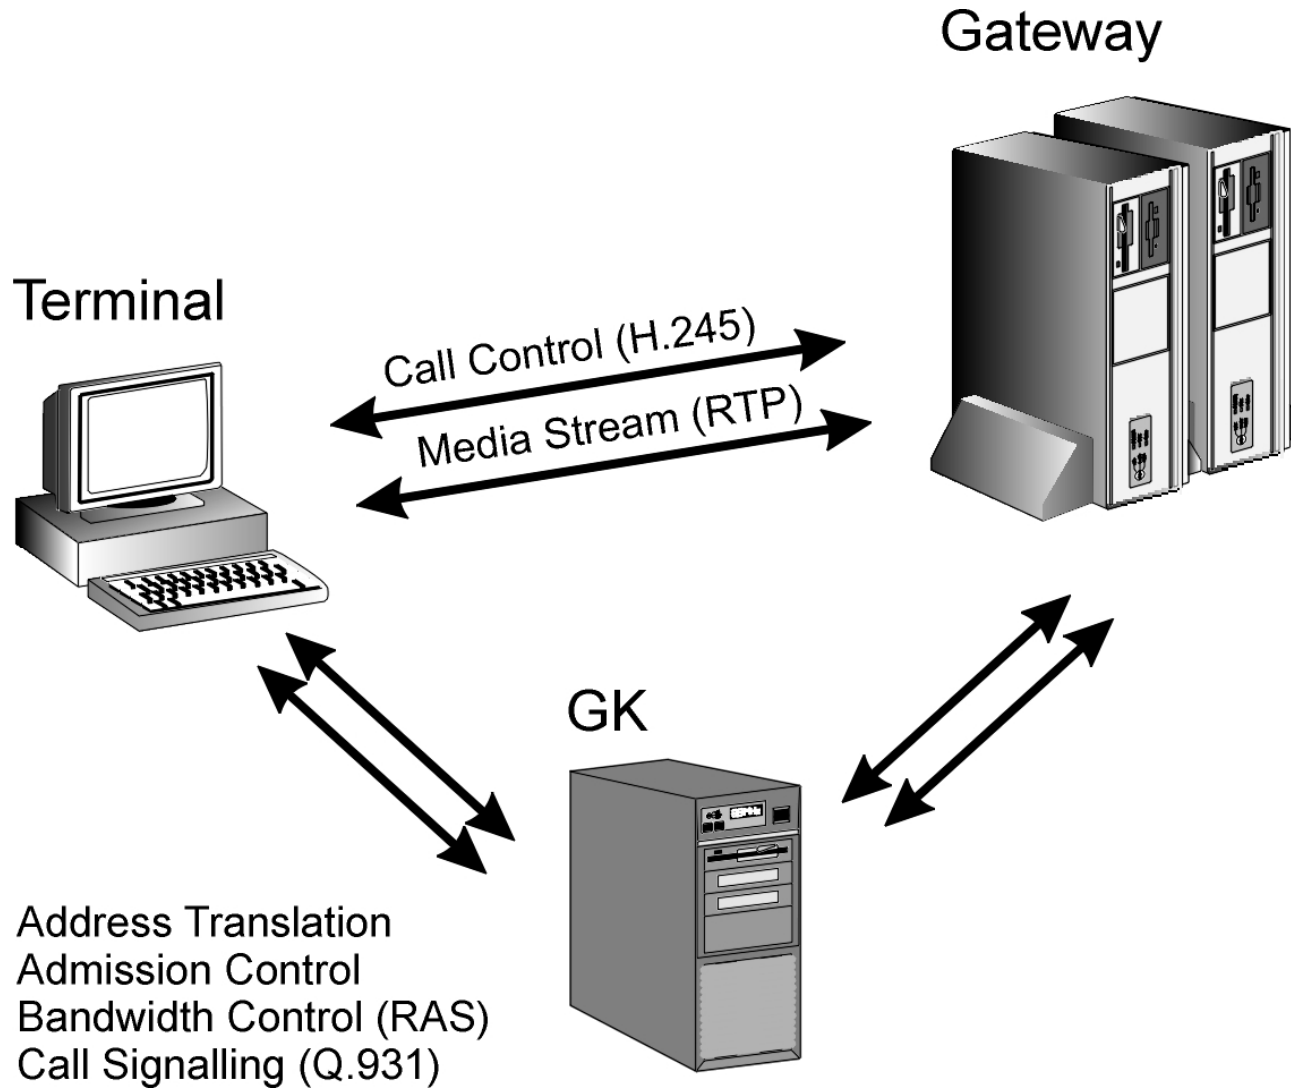 Gateway
Terminal
Call Control (H.245)
Media Stream (RTP)
GK
Address Translation
Admission Control
Bandwidth Control (RAS)
Call Signalling (Q.931)